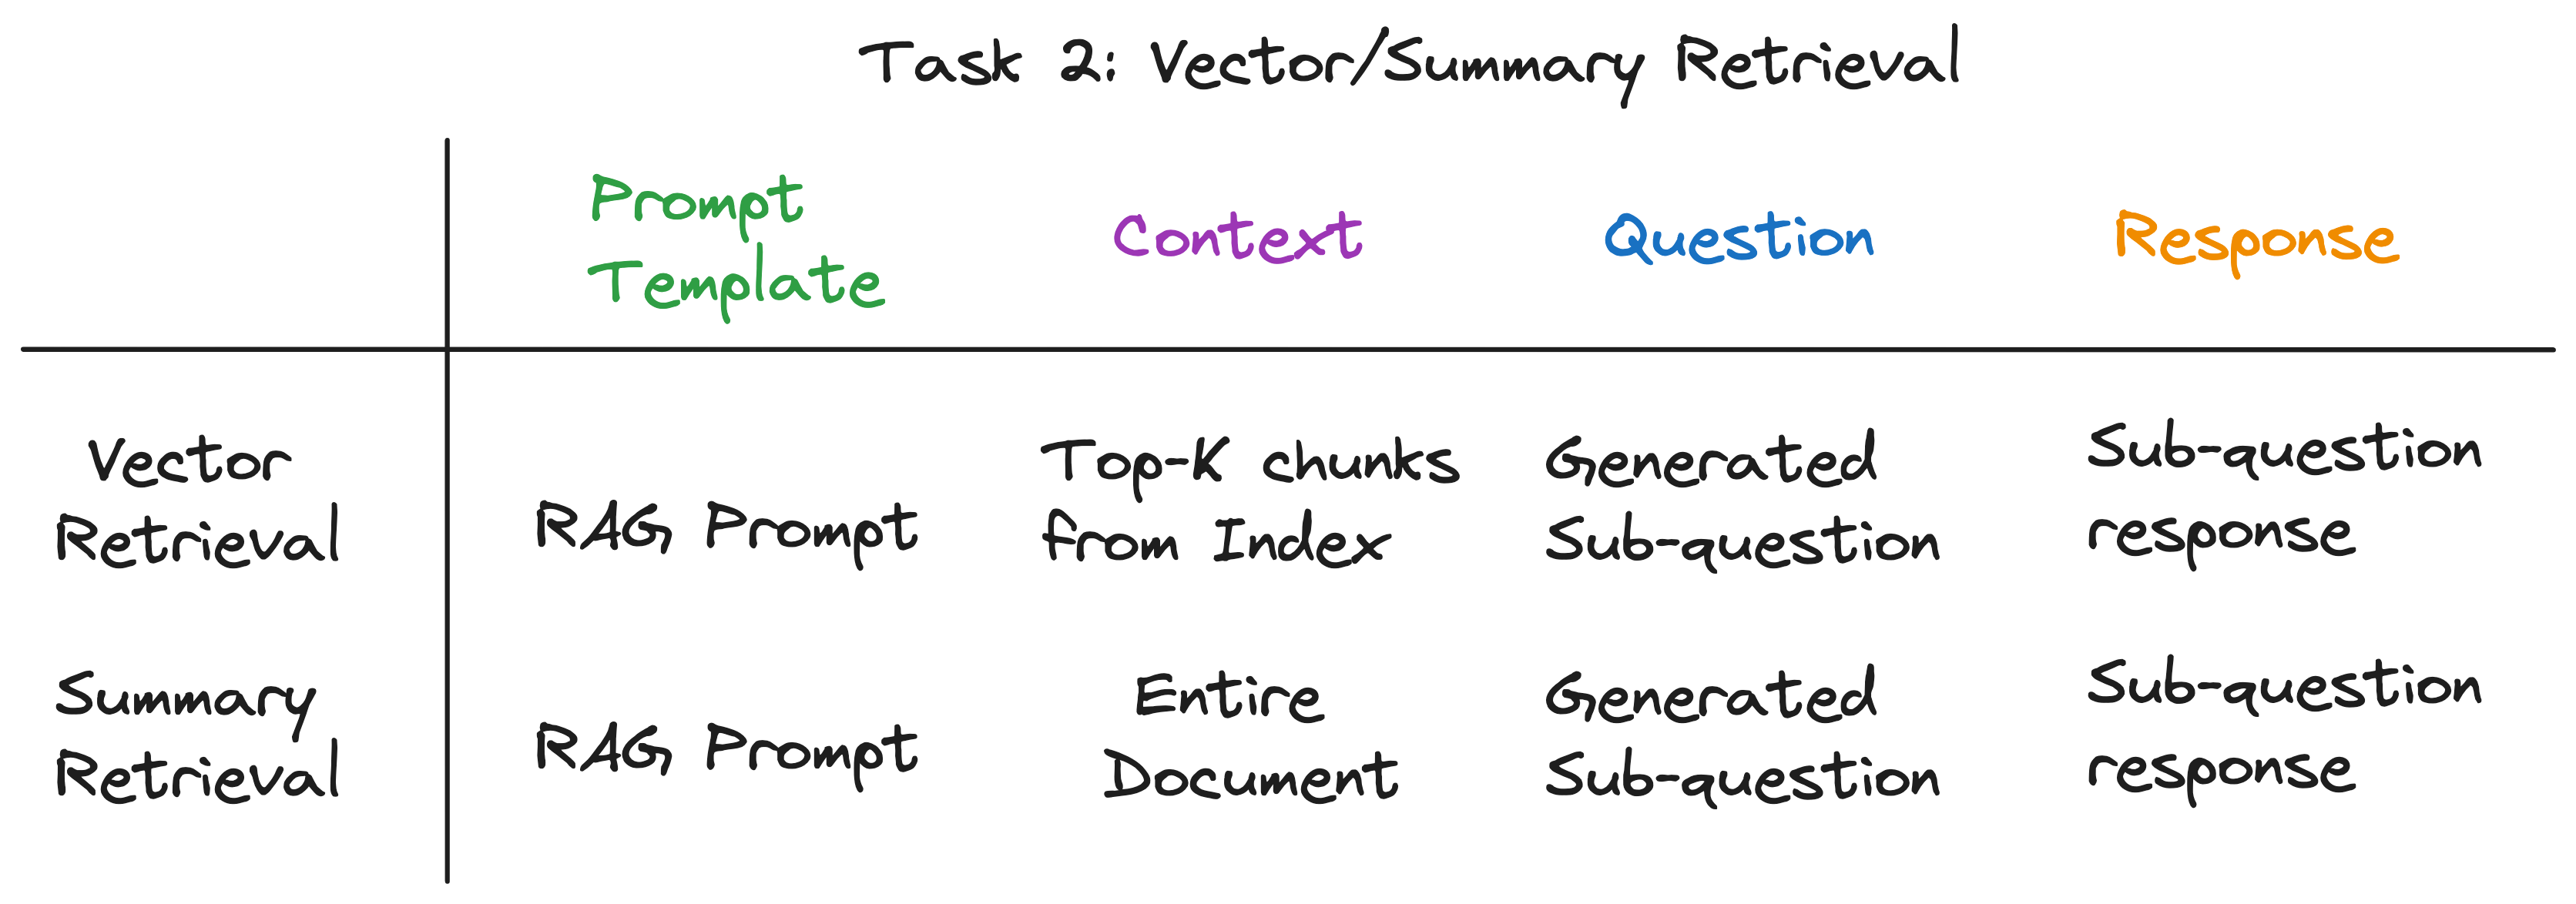 Task 2: Vector/Summary Retrieval
Prompt
Template
Context
Question
Response
Vector
Retrieval
RAG Prompt
Top-K chunks
from Index
Generated
Sub-question
Sub-question
response
Summary
Retrieval
RAG Prompt
Entire
Document
Generated
Sub-question
Sub-question
response